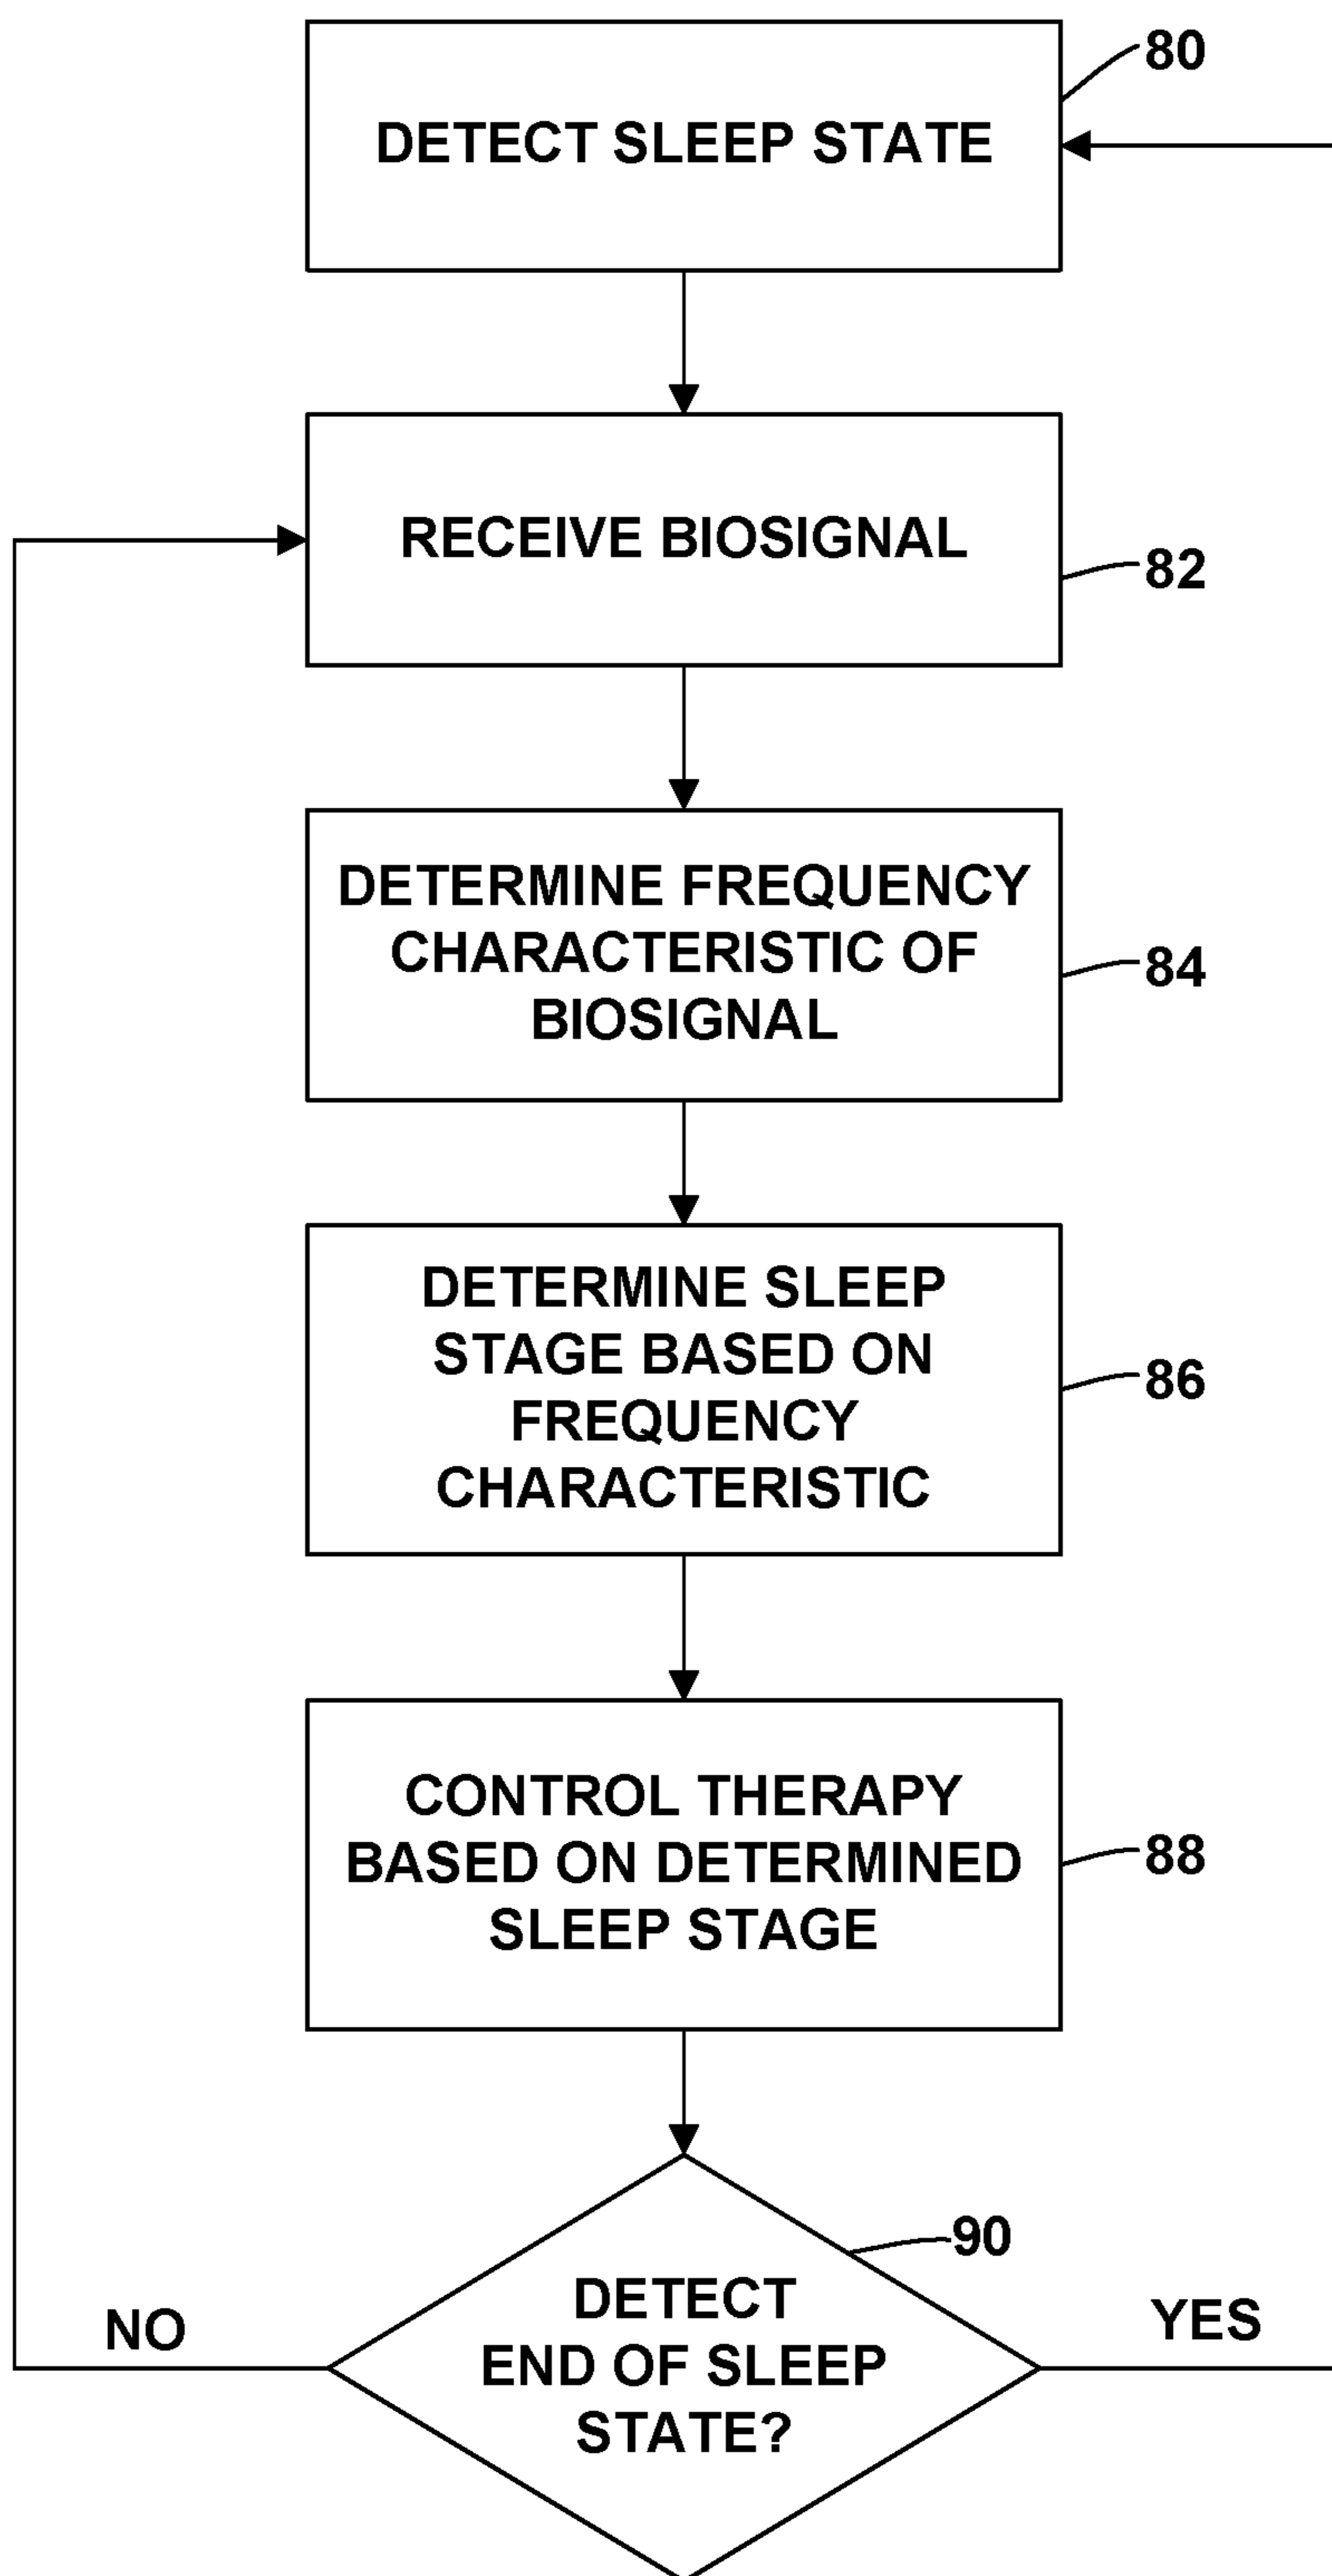 80
DETECT SLEEP STATE
RECEIVE BIOSIGNAL
82
DETERMINE FREQUENCY
CHARACTERISTIC OF
BIOSIGNAL
84
DETERMINE SLEEP
STAGE BASED ON
FREQUENCY
CHARACTERISTIC
86
CONTROL THERAPY
BASED ON DETERMINED
SLEEP STAGE
88
90
DETECT
END OF SLEEP
STATE?
NO
YES